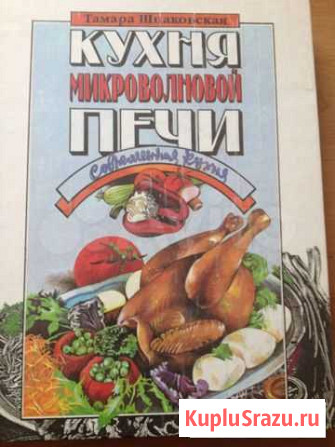 Тамара Шпаковская
КУХНЯ
МИКРОВОЛНОВОЙ
ПЕЧИ
Современная кухня
KupluSrazu.ru